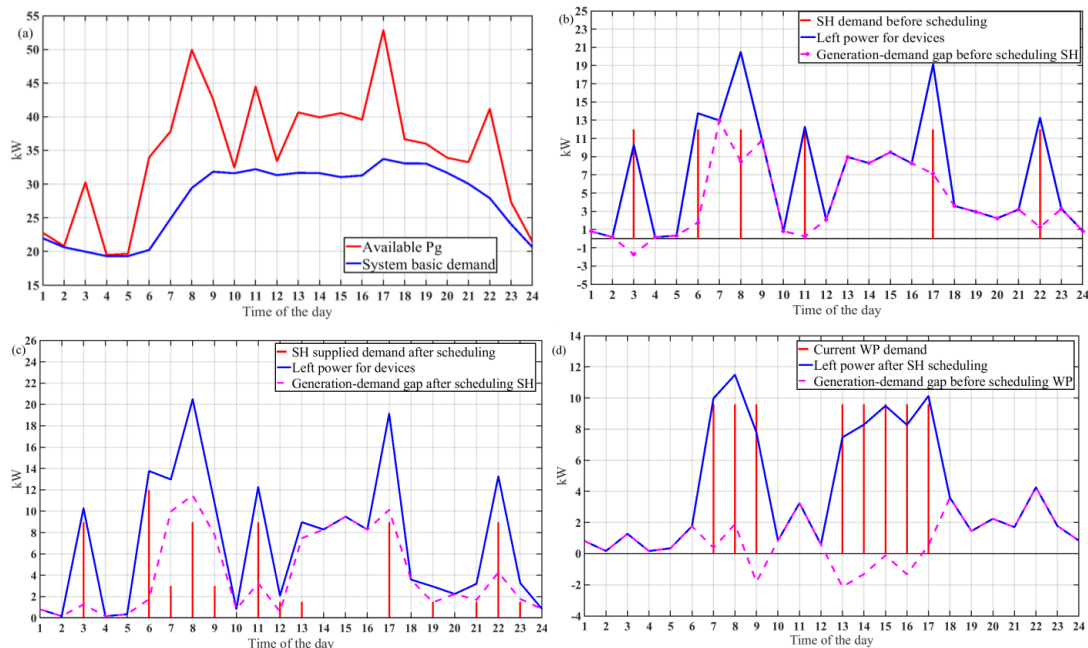 (a)
55
50
45
40
35
30
25
20
15
kW
Available Pg
System basic demand
1 2 3 4 5 6 7 8 9 10 11 12 13 14 15 16 17 18 19 20 21 22 23 24
Time of the day
(b)
25
23
21
19
17
15
13
11
9
7
5
3
1
-1
-3
-5
kW
SH demand before scheduling
Left power for devices
Generation-demand gap before scheduling SH
1 2 3 4 5 6 7 8 9 10 11 12 13 14 15 16 17 18 19 20 21 22 23 24
Time of the day
(c)
26
24
22
20
18
16
14
12
10
8
6
4
2
0
kW
SH supplied demand after scheduling
Left power for devices
Generation-demand gap after scheduling SH
1 2 3 4 5 6 7 8 9 10 11 12 13 14 15 16 17 18 19 20 21 22 23 24
Time of the day
(d)
14
12
10
8
6
4
2
0
-2
-4
kW
Current WP demand
Left power after SH scheduling
Generation-demand gap before scheduling WP
1 2 3 4 5 6 7 8 9 10 11 12 13 14 15 16 17 18 19 20 21 22 23 24
Time of the day